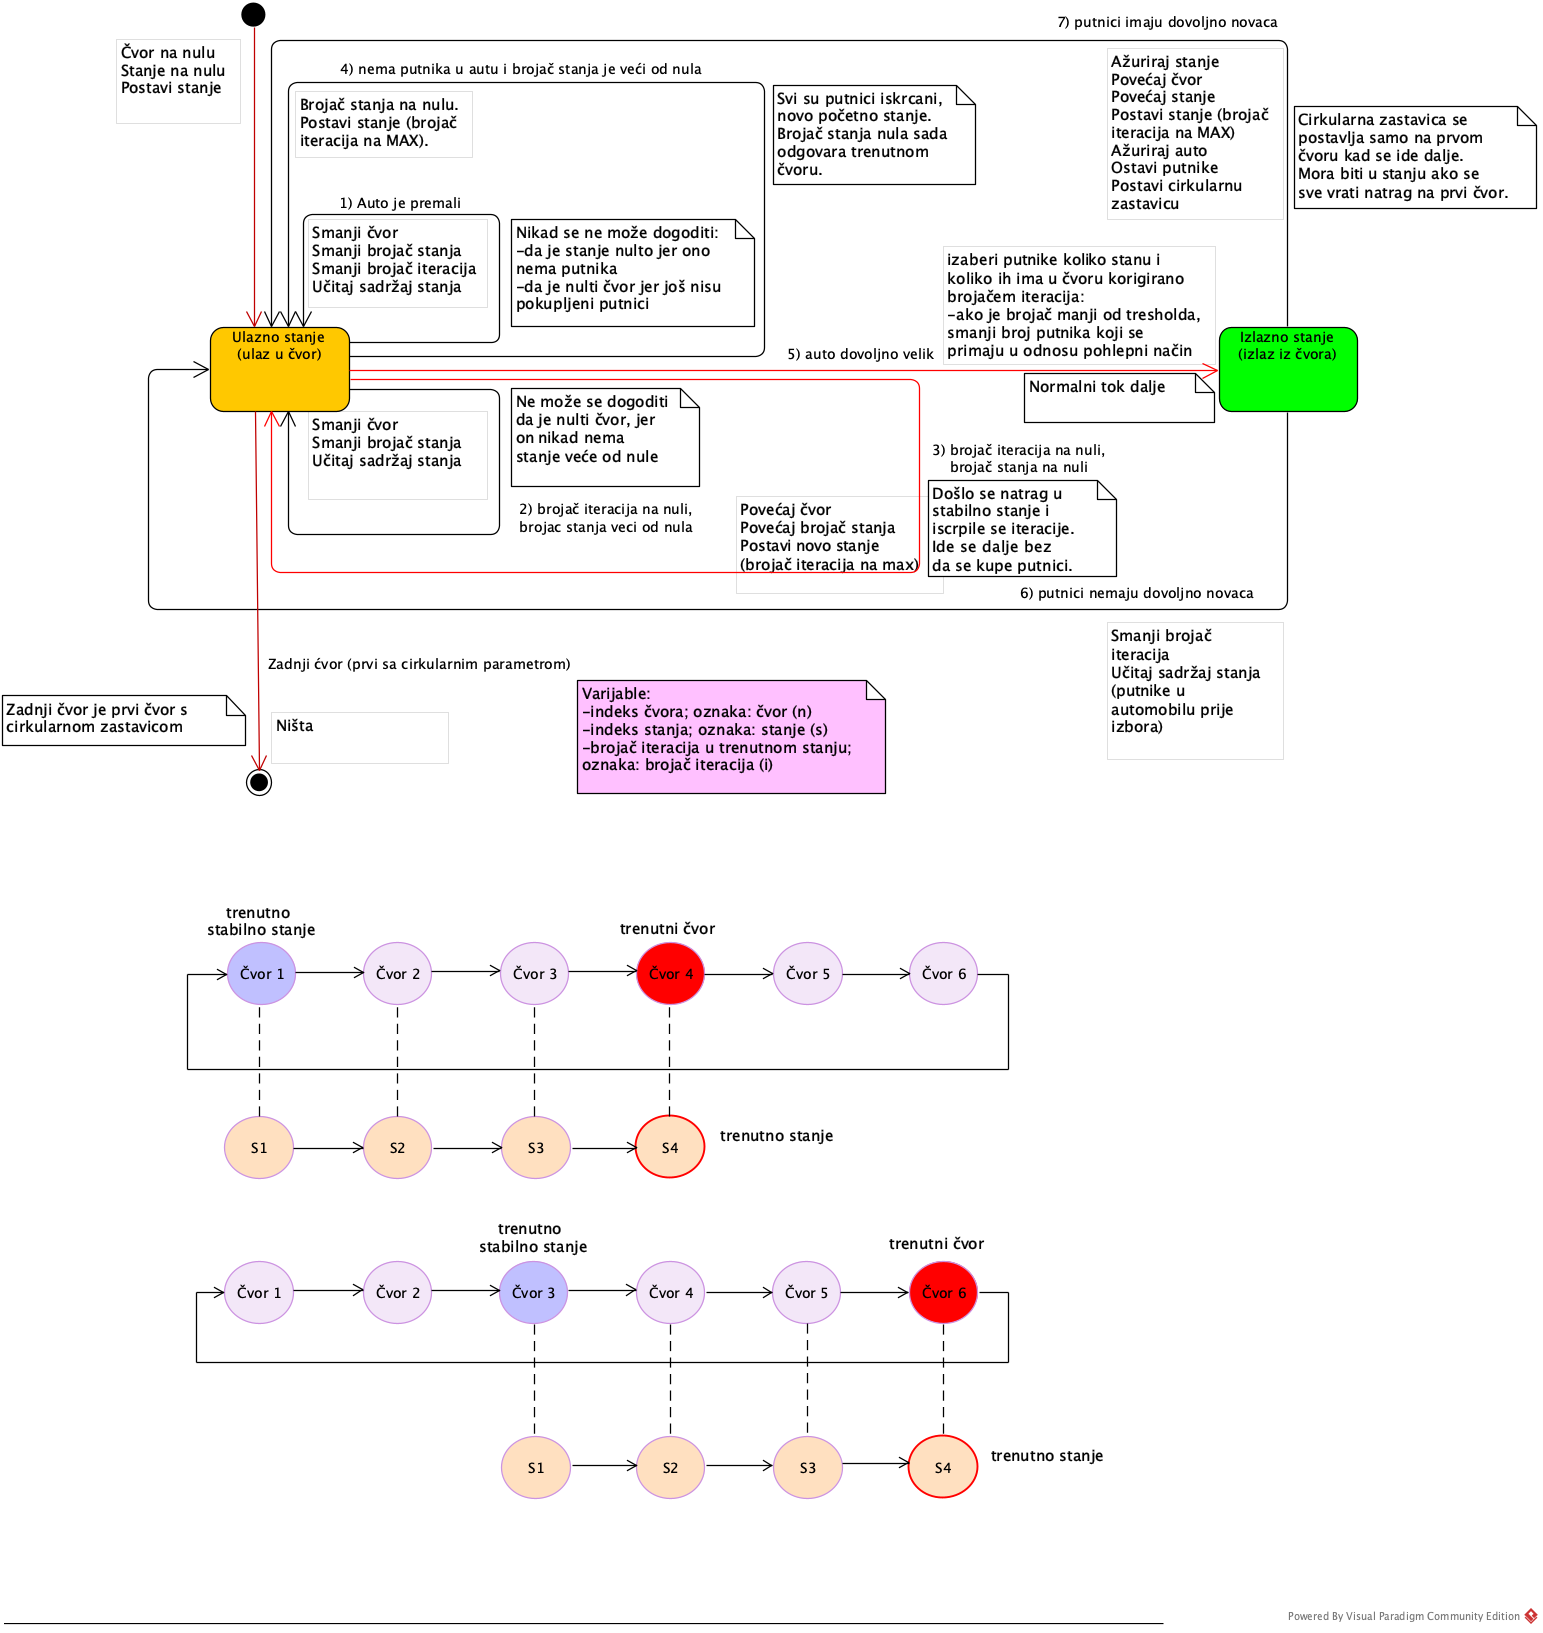 7) putnici imaju dovoljno novaca
Čvor na nulu
Stanje na nulu
Postavi stanje
4) nema putnika u autu i brojač stanja je veći od nula
Brojač stanja na nulu.
Postavi stanje (brojač
iteracija na MAX).
Svi su putnici iskrcani,
novo početno stanje.
Brojač stanja nula sada
odgovara trenutnom
čvoru.
Ažuriraj stanje
Povećaj čvor
Povećaj stanje
Postavi stanje (brojač
iteracija na MAX)
Ažuriraj auto
Ostavi putnike
Postavi cirkularnu
zastavicu
Cirkularna zastavica se
postavlja samo na prvom
čvoru kad se ide dalje.
Mora biti u stanju ako se
sve vrati natrag na prvi čvor.
1) Auto je premali
Smanji čvor
Smanji brojač stanja
Smanji brojač iteracija
Učitaj sadržaj stanja
Nikad se ne može dogoditi:
-da je stanje nulto jer ono
nema putnika
-da je nulti čvor jer još nisu
pokupljeni putnici
izaberi putnike koliko stanu i
koliko ih ima u čvoru korigirano
brojačem iteracija:
-ako je brojač manji od tresholda,
smanji broj putnika koji se
primaju u odnosu pohlepni način
Ulazno stanje
(ulaz u čvor)
5) auto dovoljno velik
Izlazno stanje
(izlaz iz čvora)
Normalni tok dalje
Smanji čvor
Smanji brojač stanja
Učitaj sadržaj stanja
Ne može se dogoditi
da je nulti čvor, jer
on nikad nema
stanje veće od nule
3) brojač iteracija na nuli,
brojač stanja na nuli
2) brojač iteracija na nuli,
brojac stanja veci od nula
Povećaj čvor
Povećaj brojač stanja
Postavi novo stanje
(brojač iteracija na max)
Došlo se natrag u
stabilno stanje i
iscrpile se iteracije.
Ide se dalje bez
da se kupe putnici.
6) putnici nemaju dovoljno novaca
Smanji brojač
iteracija
Učitaj sadržaj stanja
(putnike u
automobilu prije
izbora)
Zadnji ćvor (prvi sa cirkularnim parametrom)
Zadnji čvor je prvi čvor s
cirkularnom zastavicom
Ništa
Varijable:
-indeks čvora; oznaka: čvor (n)
-indeks stanja; oznaka: stanje (s)
-brojač iteracija u trenutnom stanju;
oznaka: brojač iteracija (i)
trenutno
stabilno stanje
trenutni čvor
Čvor 1
Čvor 2
Čvor 3
Čvor 4
Čvor 5
Čvor 6
S1
S2
S3
S4
trenutno stanje
trenutno
stabilno stanje
trenutni čvor
Čvor 1
Čvor 2
Čvor 3
Čvor 4
Čvor 5
Čvor 6
S1
S2
S3
S4
trenutno stanje
Powered By Visual Paradigm Community Edition